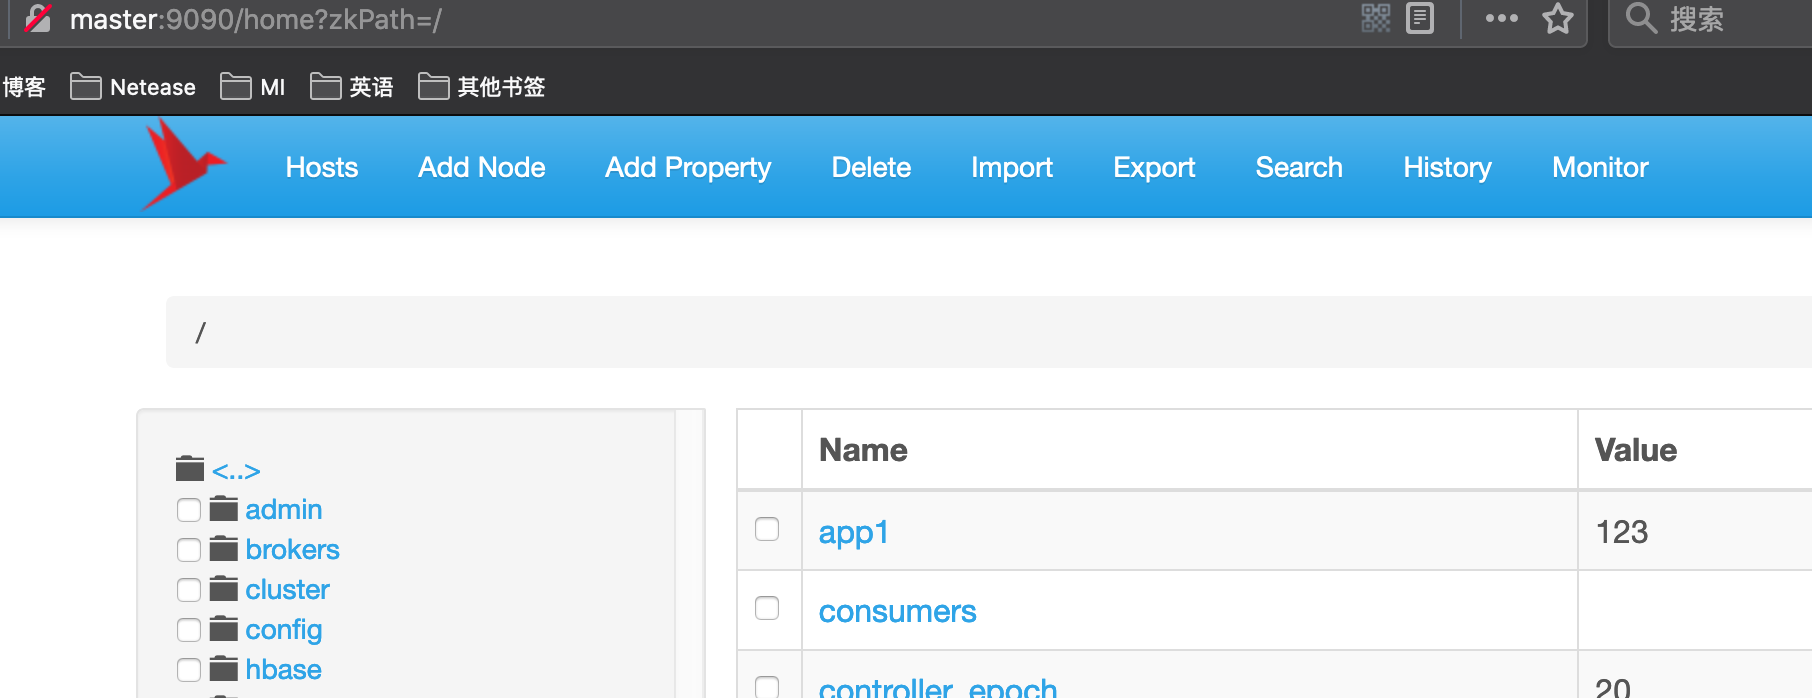 master:9090/home?zkPath=/
搜索
博客 Netease MI 英语 其他书签
Hosts Add Node Add Property Delete Import Export Search History Monitor
/
<..>
admin
brokers
cluster
config
hbase
Name Value
app1 123
consumers
controller_epoch 20